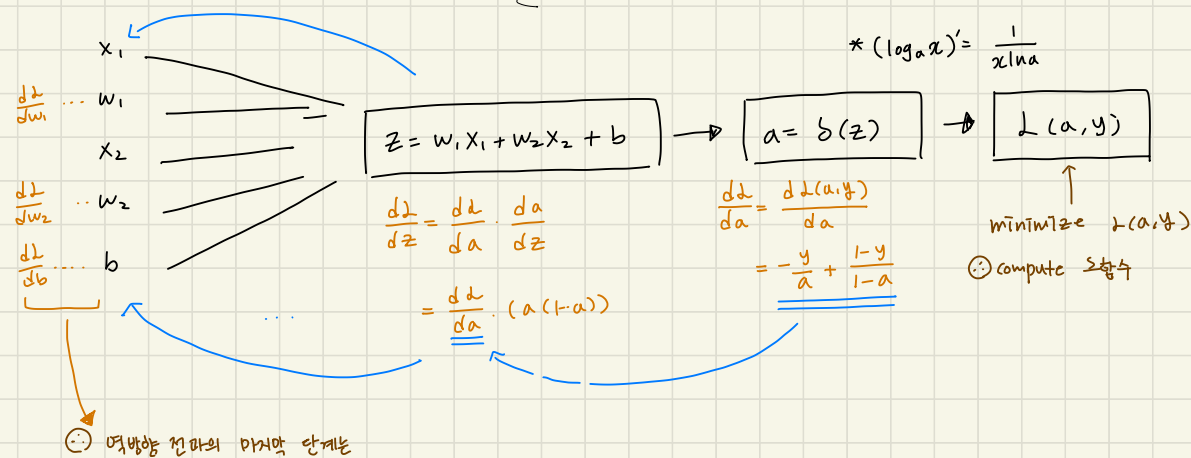 * (logₐx)′ = 1/(x ln a)
x₁
dL/dw₁ ... w₁
x₂
dL/dw₂ .. w₂
dL/db .... b
z = w₁x₁ + w₂x₂ + b
a = б(z)
L(a,y)
dL/dz = dL/da · da/dz
= dL/da · (a(1-a))
...
dL/da = dL(a,y)/da
= -y/a + (1-y)/(1-a)
minimize L(a,y)
∴ compute 도함수
∴ 역방향 전파의 마지막 단계는